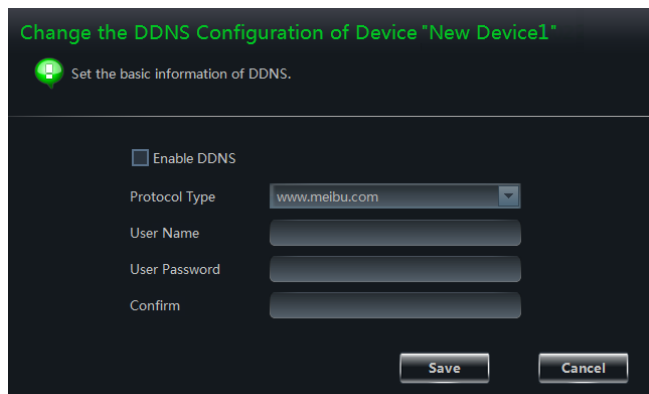 Change the DDNS Configuration of Device "New Device1"
Set the basic information of DDNS.
Enable DDNS
Protocol Type www.meibu.com
User Name
User Password
Confirm
Save Cancel